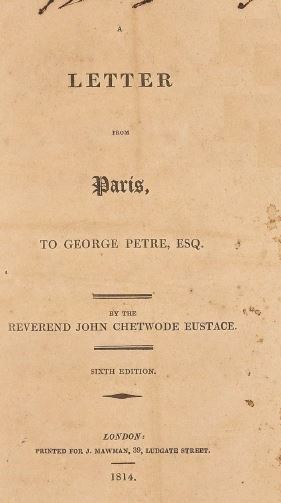 A
LETTER
FROM
Paris,
TO GEORGE PETRE, ESQ.
BY THE
REVEREND JOHN CHETWODE EUSTACE.
SIXTH EDITION.
LONDON:
PRINTED FOR J. MAWMAN, 39, LUDGATE STREET.
1814.